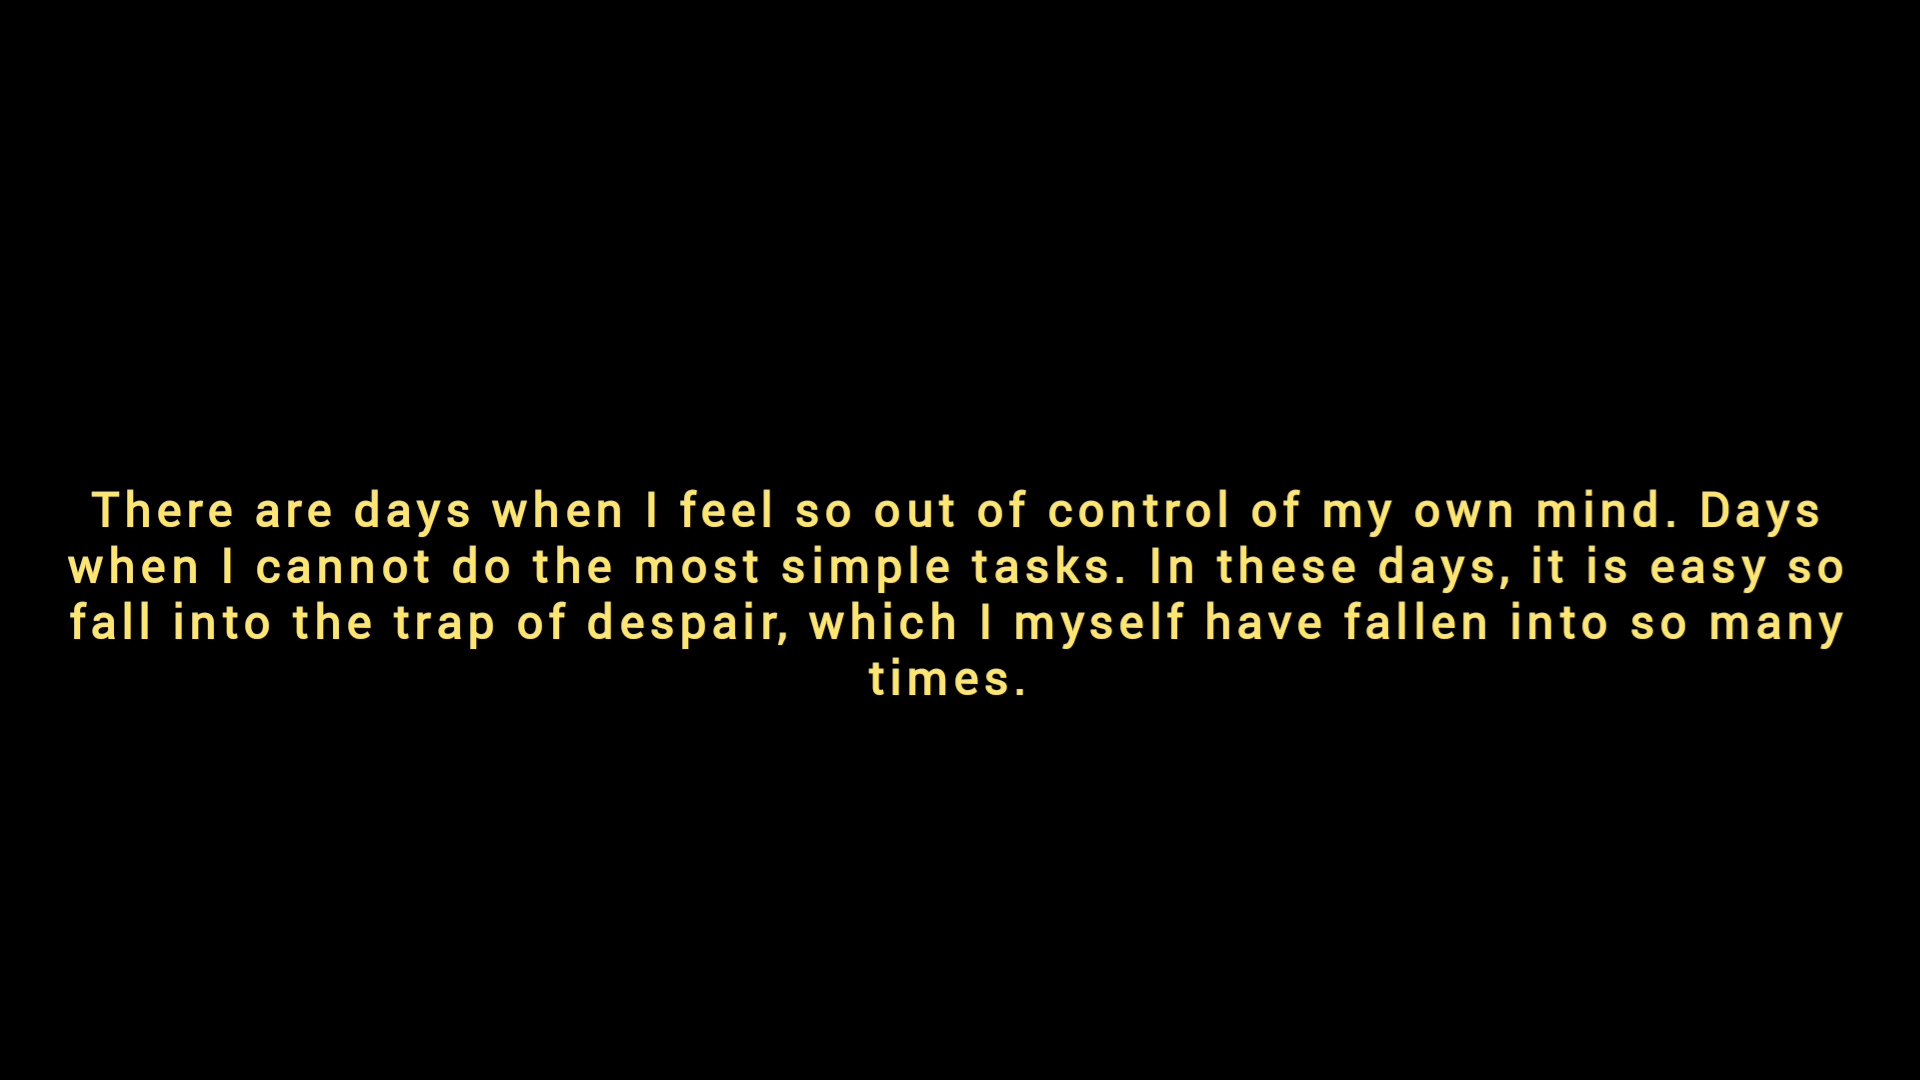 There are days when I feel so out of control of my own mind. Days
when I cannot do the most simple tasks. In these days, it is easy so
fall into the trap of despair, which I myself have fallen into so many
times.